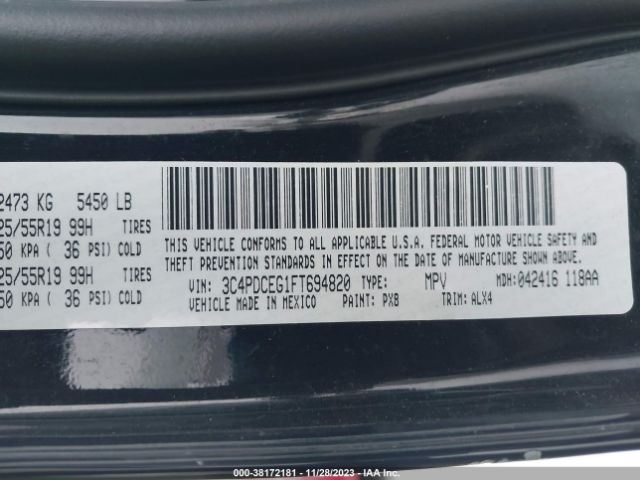 2473 KG 5450 LB
25/55R19 99H TIRES
50 KPA ( 36 PSI) COLD
25/55R19 99H TIRES
50 KPA ( 36 PSI) COLD
THIS VEHICLE CONFORMS TO ALL APPLICABLE U.S.A. FEDERAL MOTOR VEHICLE SAFETY AND
THEFT PREVENTION STANDARDS IN EFFECT ON THE DATE OF MANUFACTURE SHOWN ABOVE.
VIN: 3C4PDCEG1FT694820 TYPE: MPV MDH:042416 118AA
VEHICLE MADE IN MEXICO PAINT: PXB TRIM:ALX4
000-38172181 - 11/28/2023 - IAA Inc.